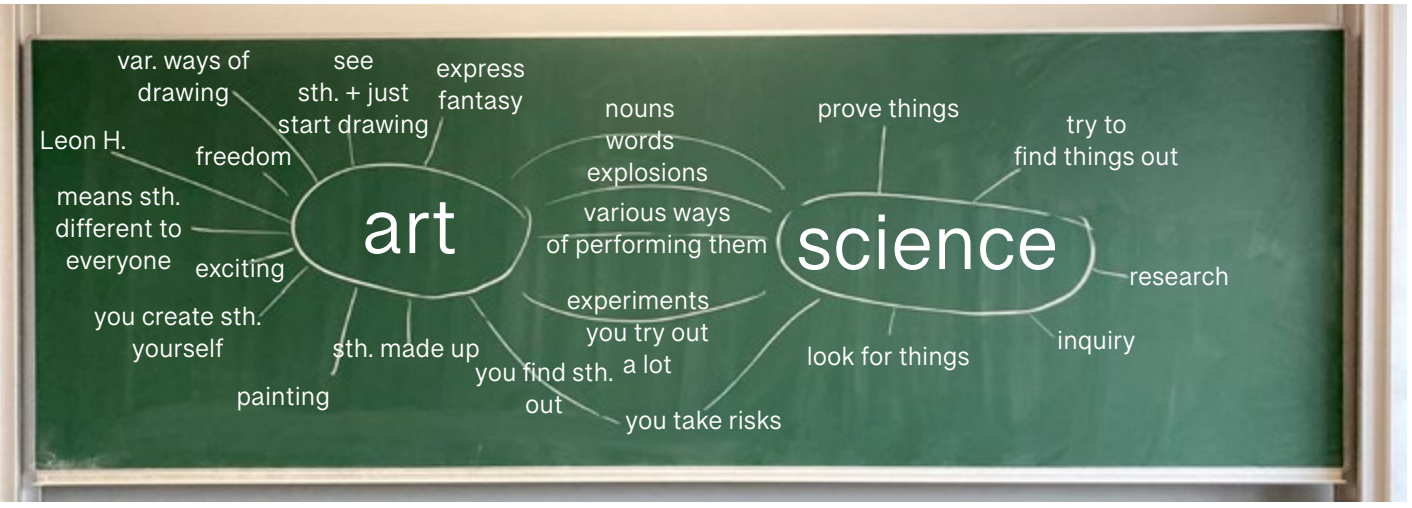 var. ways of
drawing
see
sth. + just
start drawing
express
fantasy
Leon H.
freedom
means sth.
different to
everyone
exciting
you create sth.
yourself
painting
sth. made up
art
nouns
words
explosions
various ways
of performing them
experiments
you try out
a lot
you find sth.
out
you take risks
science
prove things
try to
find things out
research
inquiry
look for things